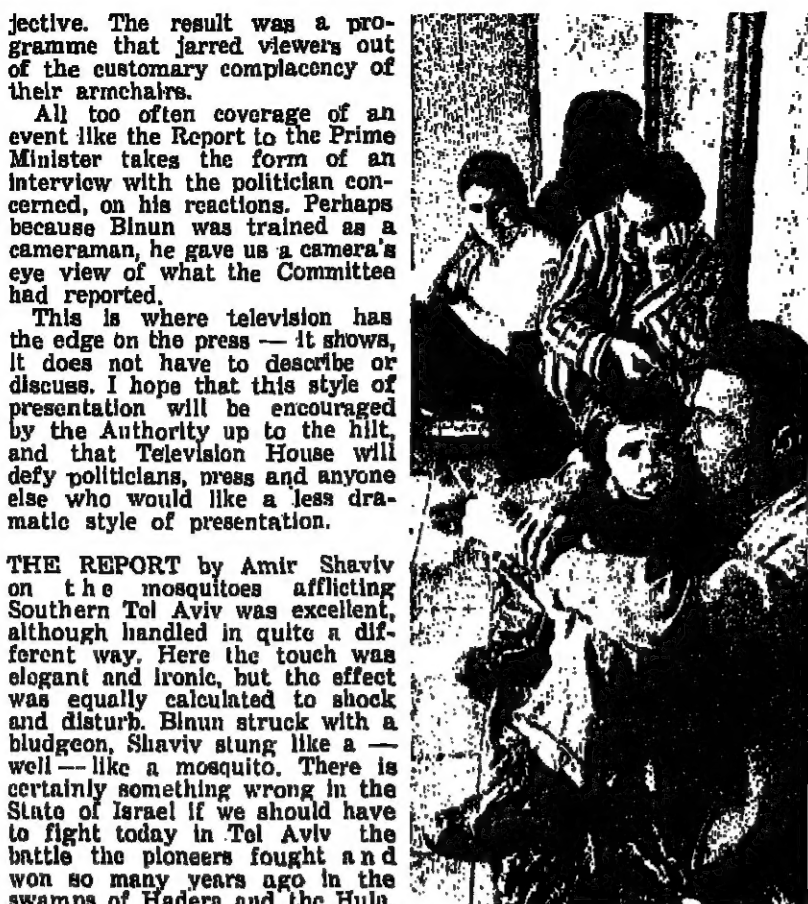 jective. The result was a pro-
gramme that jarred viewers out
of the customary complacency of
their armchairs.
All too often coverage of an
event like the Report to the Prime
Minister takes the form of an
interview with the politician con-
cerned, on his reactions. Perhaps
because Binun was trained as a
cameraman, he gave us a camera's
eye view of what the Committee
had reported.
This is where television has
the edge on the press — it shows,
it does not have to describe or
discuss. I hope that this style of
presentation will be encouraged
by the Authority up to the hilt,
and that Television House will
defy politicians, press and anyone
else who would like a less dra-
matic style of presentation.
THE REPORT by Amir Shaviv
on the mosquitoes afflicting
Southern Tel Aviv was excellent,
although handled in quite a dif-
ferent way. Here the touch was
elegant and ironic, but the effect
was equally calculated to shock
and disturb. Binun struck with a
bludgeon, Shaviv stung like a —
well — like a mosquito. There is
certainly something wrong in the
State of Israel if we should have
to fight today in Tel Aviv the
battle the pioneers fought and
won so many years ago in the
swamps of Hadera and the Hula.